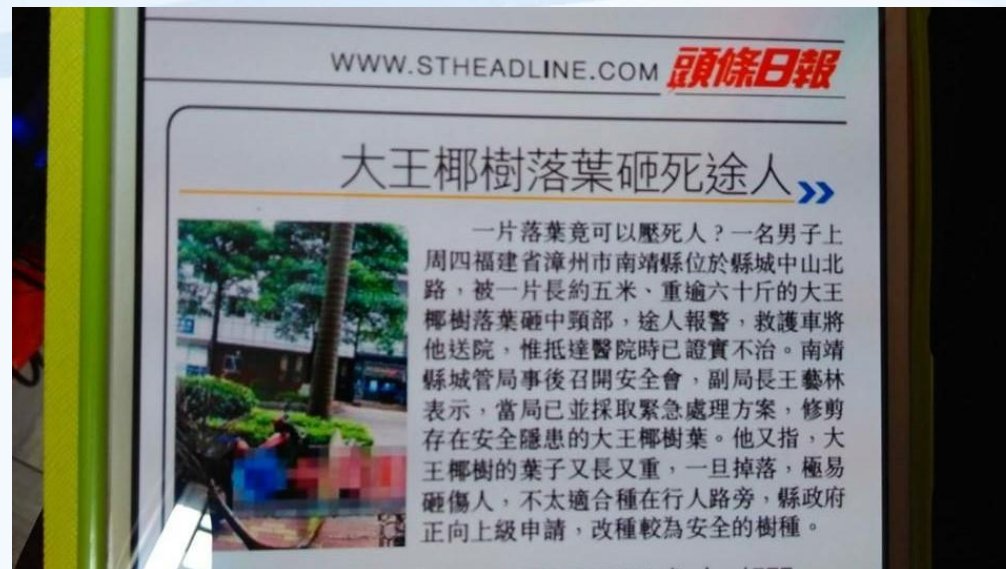 WWW.STHEADLINE.COM 頭條日報
大王椰樹落葉砸死途人
一片落葉竟可以壓死人？一名男子上
周四福建省漳州市南靖縣位於縣城中山北
路，被一片長約五米、重逾六十斤的大王
椰樹落葉砸中頸部，途人報警，救護車將
他送院，惟抵達醫院時已證實不治。南靖
縣城管局事後召開安全會，副局長王藝林
表示，當局已並採取緊急處理方案，修剪
存在安全隱患的大王椰樹葉。他又指，大
王椰樹的葉子又長又重，一旦掉落，極易
砸傷人，不太適合種在行人路旁，縣政府
正向上級申請，改種較為安全的樹種。